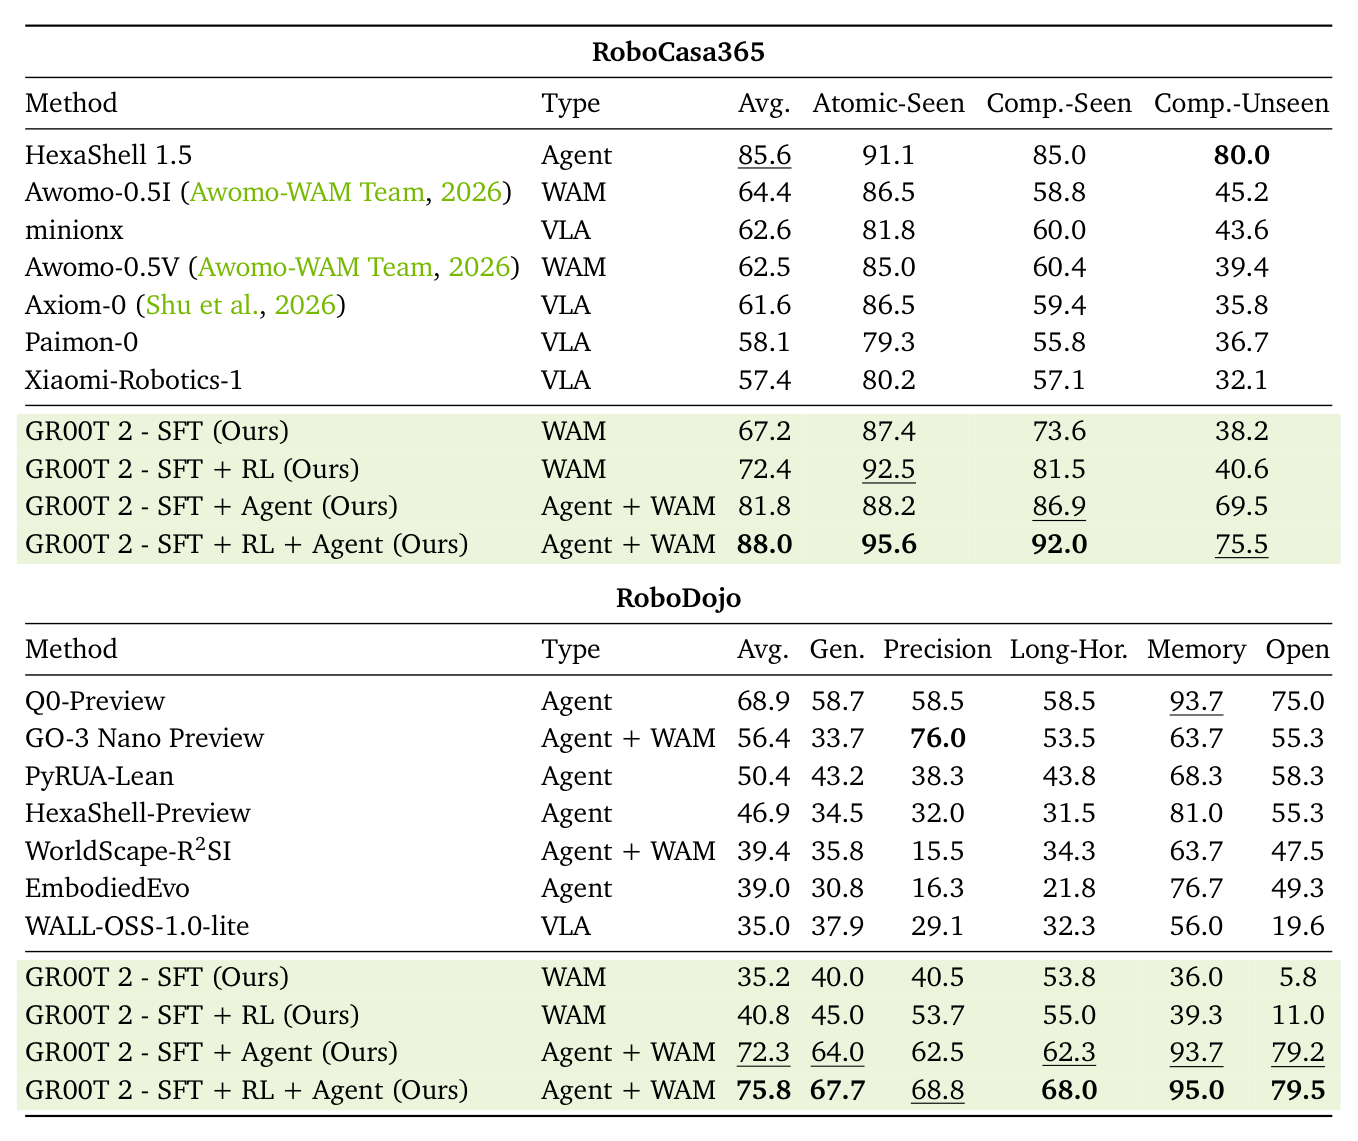 RoboCasa365
Method Type Avg. Atomic-Seen Comp.-Seen Comp.-Unseen
HexaShell 1.5 Agent 85.6 91.1 85.0 80.0
Awomo-0.5I (Awomo-WAM Team, 2026) WAM 64.4 86.5 58.8 45.2
minionx VLA 62.6 81.8 60.0 43.6
Awomo-0.5V (Awomo-WAM Team, 2026) WAM 62.5 85.0 60.4 39.4
Axiom-0 (Shu et al., 2026) VLA 61.6 86.5 59.4 35.8
Paimon-0 VLA 58.1 79.3 55.8 36.7
Xiaomi-Robotics-1 VLA 57.4 80.2 57.1 32.1
GR00T 2 - SFT (Ours) WAM 67.2 87.4 73.6 38.2
GR00T 2 - SFT + RL (Ours) WAM 72.4 92.5 81.5 40.6
GR00T 2 - SFT + Agent (Ours) Agent + WAM 81.8 88.2 86.9 69.5
GR00T 2 - SFT + RL + Agent (Ours) Agent + WAM 88.0 95.6 92.0 75.5
RoboDojo
Method Type Avg. Gen. Precision Long-Hor. Memory Open
Q0-Preview Agent 68.9 58.7 58.5 58.5 93.7 75.0
GO-3 Nano Preview Agent + WAM 56.4 33.7 76.0 53.5 63.7 55.3
PyRUA-Lean Agent 50.4 43.2 38.3 43.8 68.3 58.3
HexaShell-Preview Agent 46.9 34.5 32.0 31.5 81.0 55.3
WorldScape-R²SI Agent + WAM 39.4 35.8 15.5 34.3 63.7 47.5
EmbodiedEvo Agent 39.0 30.8 16.3 21.8 76.7 49.3
WALL-OSS-1.0-lite VLA 35.0 37.9 29.1 32.3 56.0 19.6
GR00T 2 - SFT (Ours) WAM 35.2 40.0 40.5 53.8 36.0 5.8
GR00T 2 - SFT + RL (Ours) WAM 40.8 45.0 53.7 55.0 39.3 11.0
GR00T 2 - SFT + Agent (Ours) Agent + WAM 72.3 64.0 62.5 62.3 93.7 79.2
GR00T 2 - SFT + RL + Agent (Ours) Agent + WAM 75.8 67.7 68.8 68.0 95.0 79.5